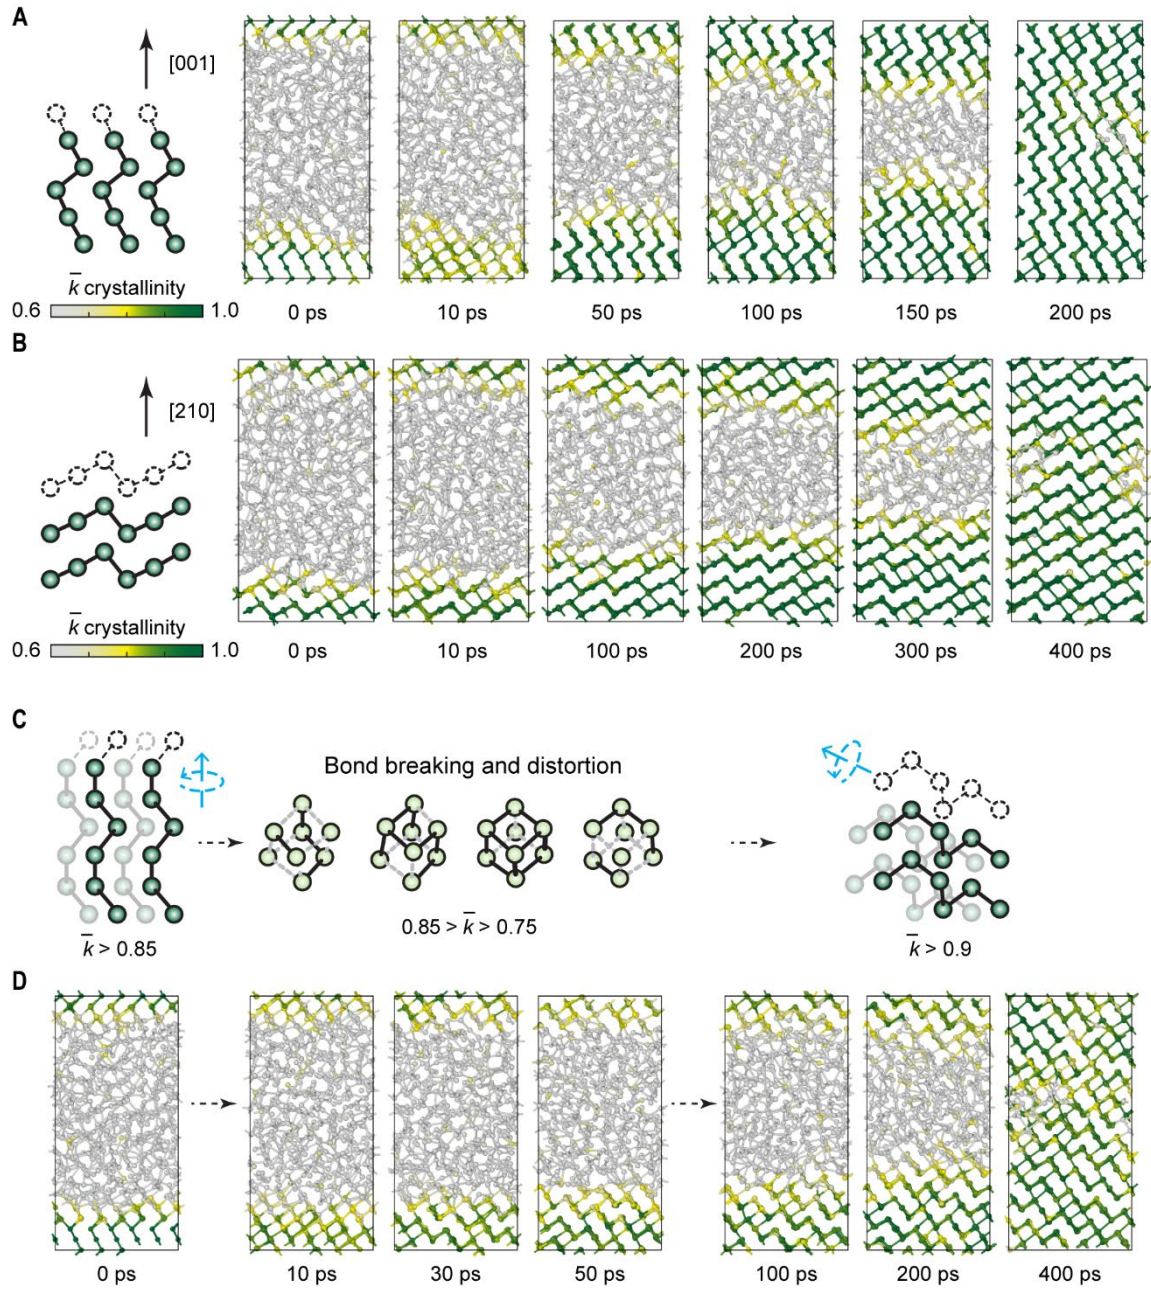 A
[001]
k̄ crystallinity
0.6 1.0
0 ps 10 ps 50 ps 100 ps 150 ps 200 ps
B
[210]
k̄ crystallinity
0.6 1.0
0 ps 10 ps 100 ps 200 ps 300 ps 400 ps
C
Bond breaking and distortion
k̄ > 0.85
0.85 > k̄ > 0.75
k̄ > 0.9
D
0 ps 10 ps 30 ps 50 ps 100 ps 200 ps 400 ps